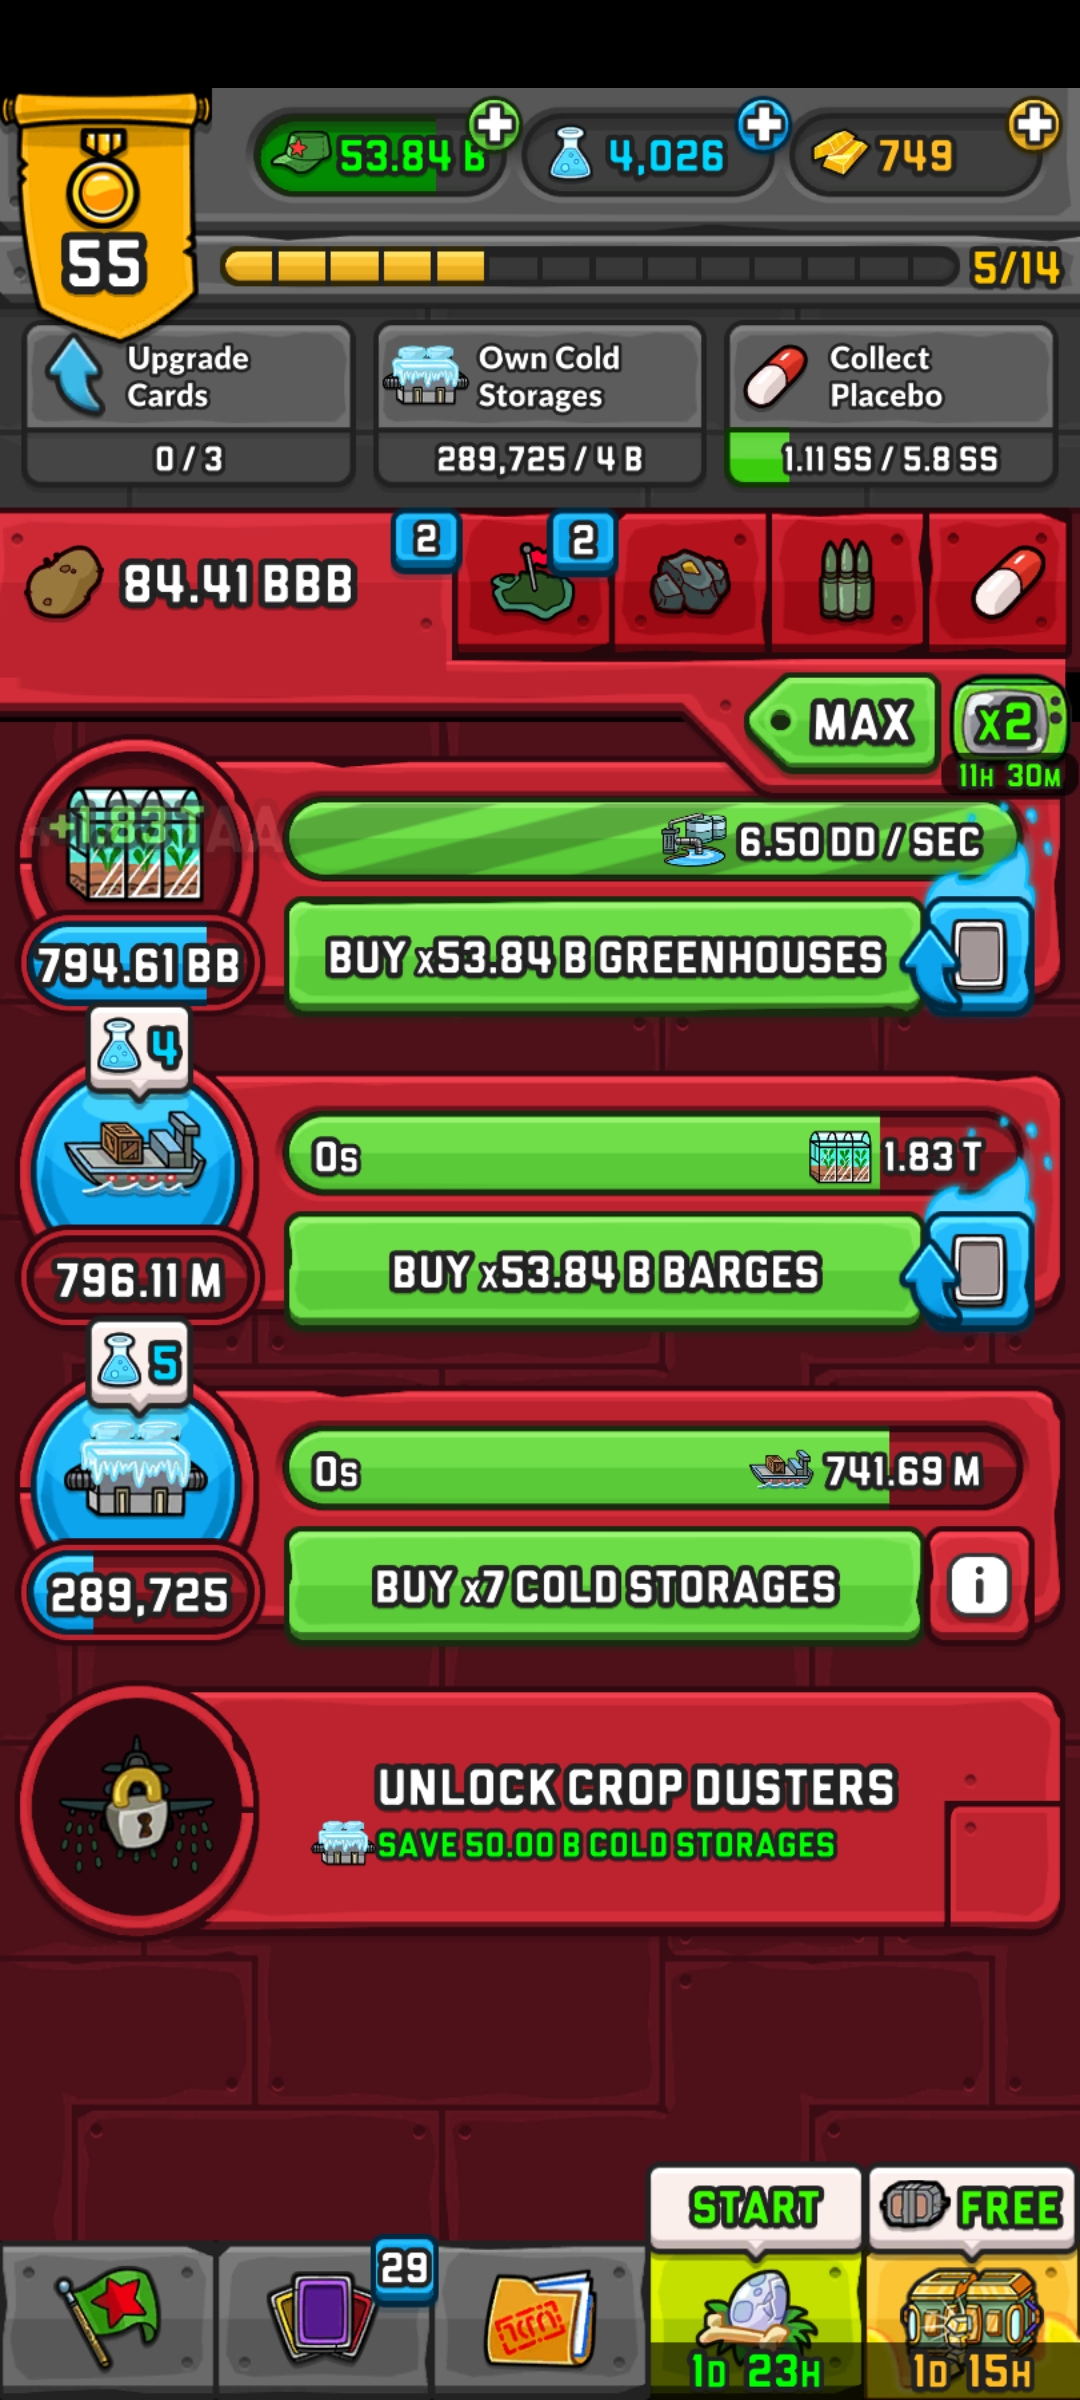 53.84 B
4,026
749
55
5/14
Upgrade
Cards
0 / 3
Own Cold
Storages
289,725 / 4 B
Collect
Placebo
1.11 SS / 5.8 SS
84.41 BBB
2
2
MAX
x2
11H 30M
+1.83 T
6.50 DD / SEC
794.61 BB
BUY x53.84 B GREENHOUSES
4
0s
1.83 T
796.11 M
BUY x53.84 B BARGES
5
0s
741.69 M
289,725
BUY x7 COLD STORAGES
i
UNLOCK CROP DUSTERS
SAVE 50.00 B COLD STORAGES
START
FREE
29
1D 23H
1D 15H